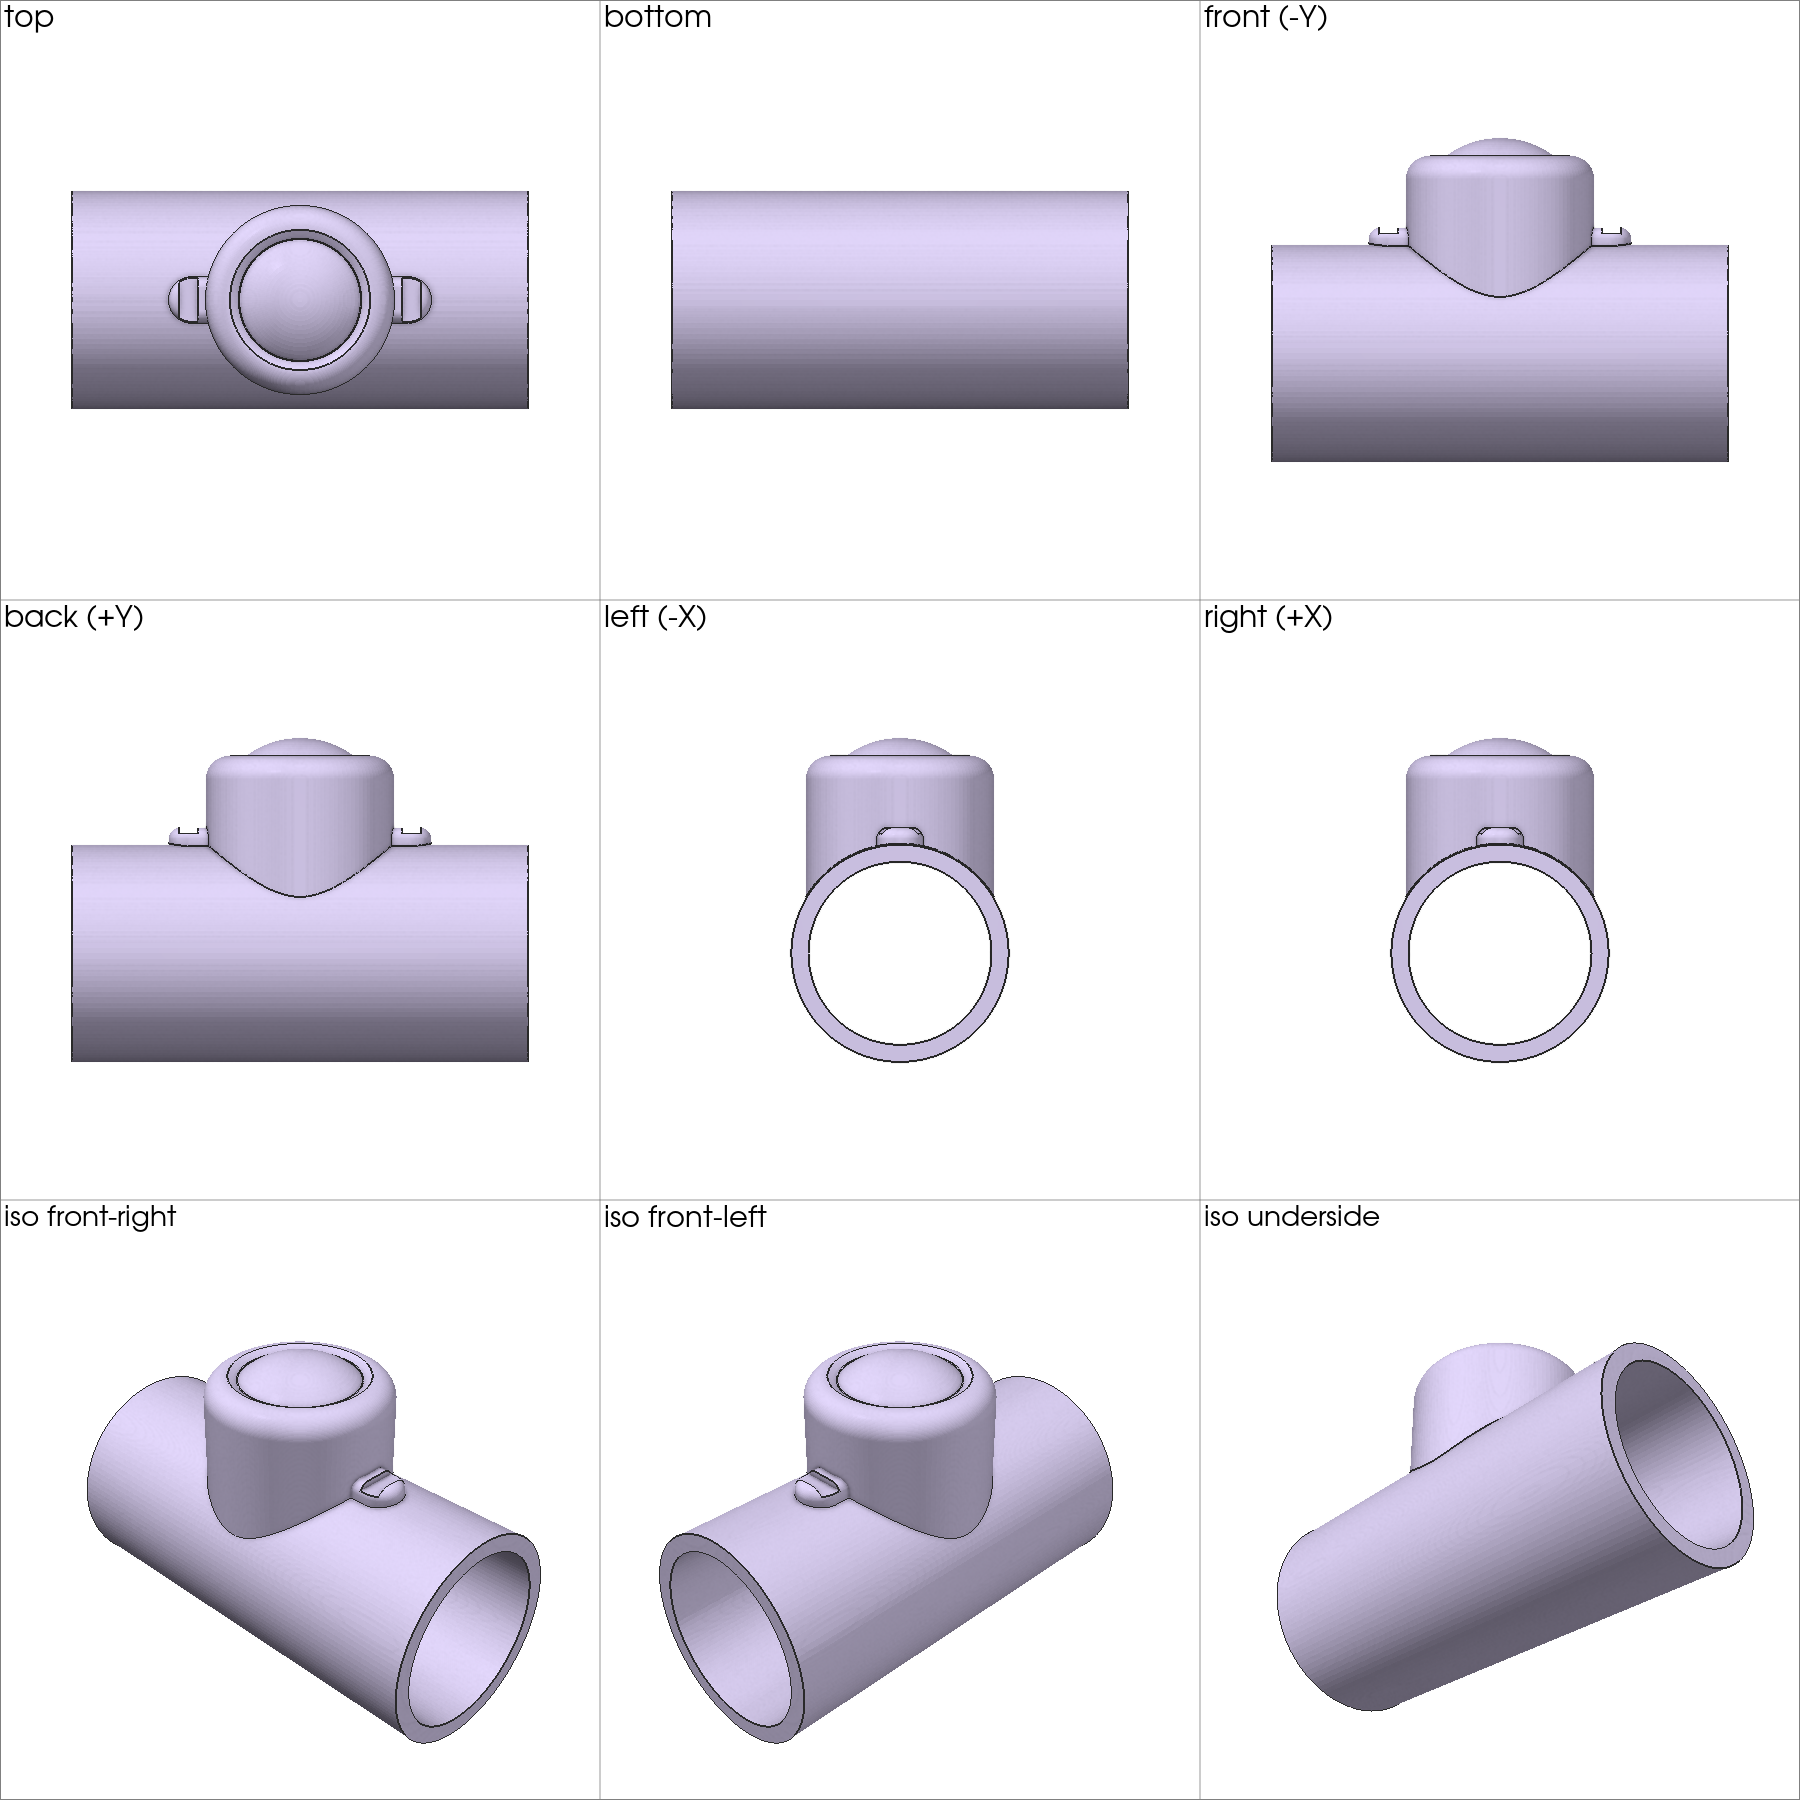 top
bottom
front (-Y)
back (+Y)
left (-X)
right (+X)
iso front-right
iso front-left
iso underside